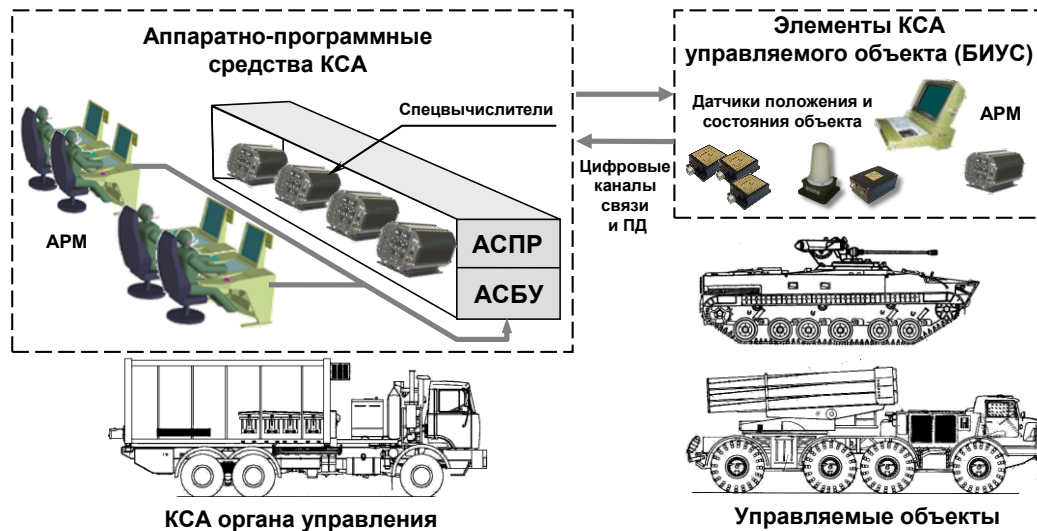 Аппаратно-программные
средства КСА
Спецвычислители
АРМ
АСПР
АСБУ
Цифровые
каналы
связи
и ПД
Элементы КСА
управляемого объекта (БИУС)
Датчики положения и
состояния объекта
АРМ
КСА органа управления
Управляемые объекты